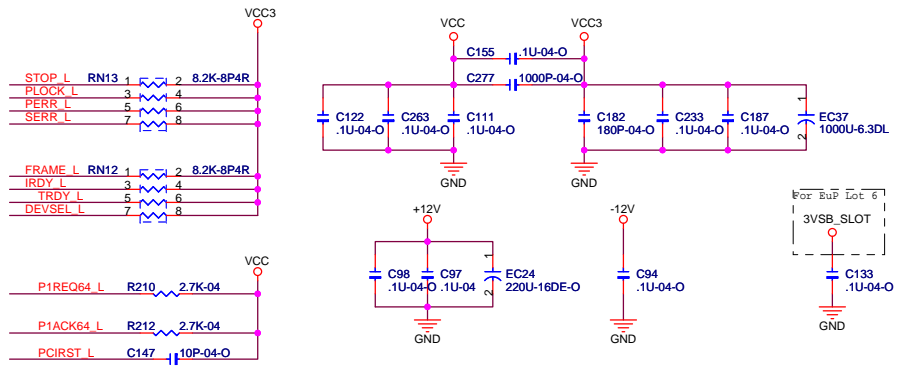 VCC3
STOP_L RN13 1 2 8.2K-8P4R
PLOCK_L 3 4
PERR_L 5 6
SERR_L 7 8
FRAME_L RN12 1 2 8.2K-8P4R
IRDY_L 3 4
TRDY_L 5 6
DEVSEL_L 7 8
VCC
P1REQ64_L R210 2.7K-04
P1ACK64_L R212 2.7K-04
PCIRST_L C147 10P-04-O
VCC VCC3
C155 .1U-04-O
C277 1000P-04-O
C122 .1U-04-O
C263 .1U-04-O
C111 .1U-04-O
GND
C182 180P-04-O
C233 .1U-04-O
C187 .1U-04-O
1
EC37
1000U-6.3DL
2
GND
+12V
C98 .1U-04-O
C97 .1U-04
1
EC24
220U-16DE-O
2
GND
-12V
C94
.1U-04-O
GND
For EuP Lot 6
3VSB_SLOT
C133
.1U-04-O
GND